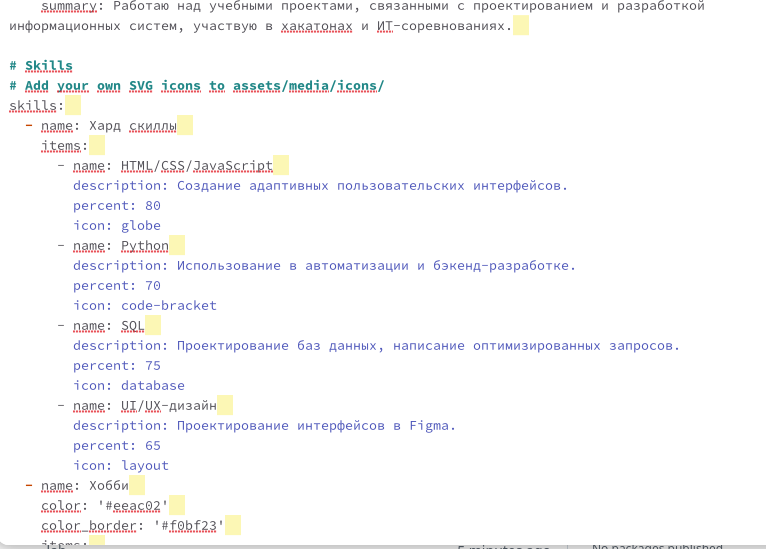 summary: Работаю над учебными проектами, связанными с проектированием и разработкой
информационных систем, участвую в хакатонах и ИТ-соревнованиях.
# Skills
# Add your own SVG icons to assets/media/icons/
skills:
- name: Хард скиллы
items:
- name: HTML/CSS/JavaScript
description: Создание адаптивных пользовательских интерфейсов.
percent: 80
icon: globe
- name: Python
description: Использование в автоматизации и бэкенд-разработке.
percent: 70
icon: code-bracket
- name: SQL
description: Проектирование баз данных, написание оптимизированных запросов.
percent: 75
icon: database
- name: UI/UX-дизайн
description: Проектирование интерфейсов в Figma.
percent: 65
icon: layout
- name: Хобби
color: '#eeac02'
color_border: '#f0bf23'
items:
5 minutes ago No packages published